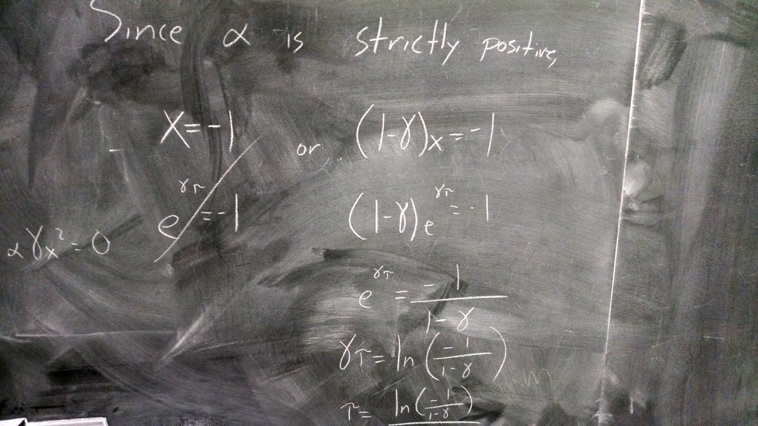 Since α is strictly positive,
x = -1 or (1-γ)x = -1
e^{γτ} = -1 (1-γ)e^{γτ} = -1
αγx² = 0
e^{γτ} = -1/(1-γ)
γτ = ln(-1/(1-γ))
τ = ln(-1/(1-γ))